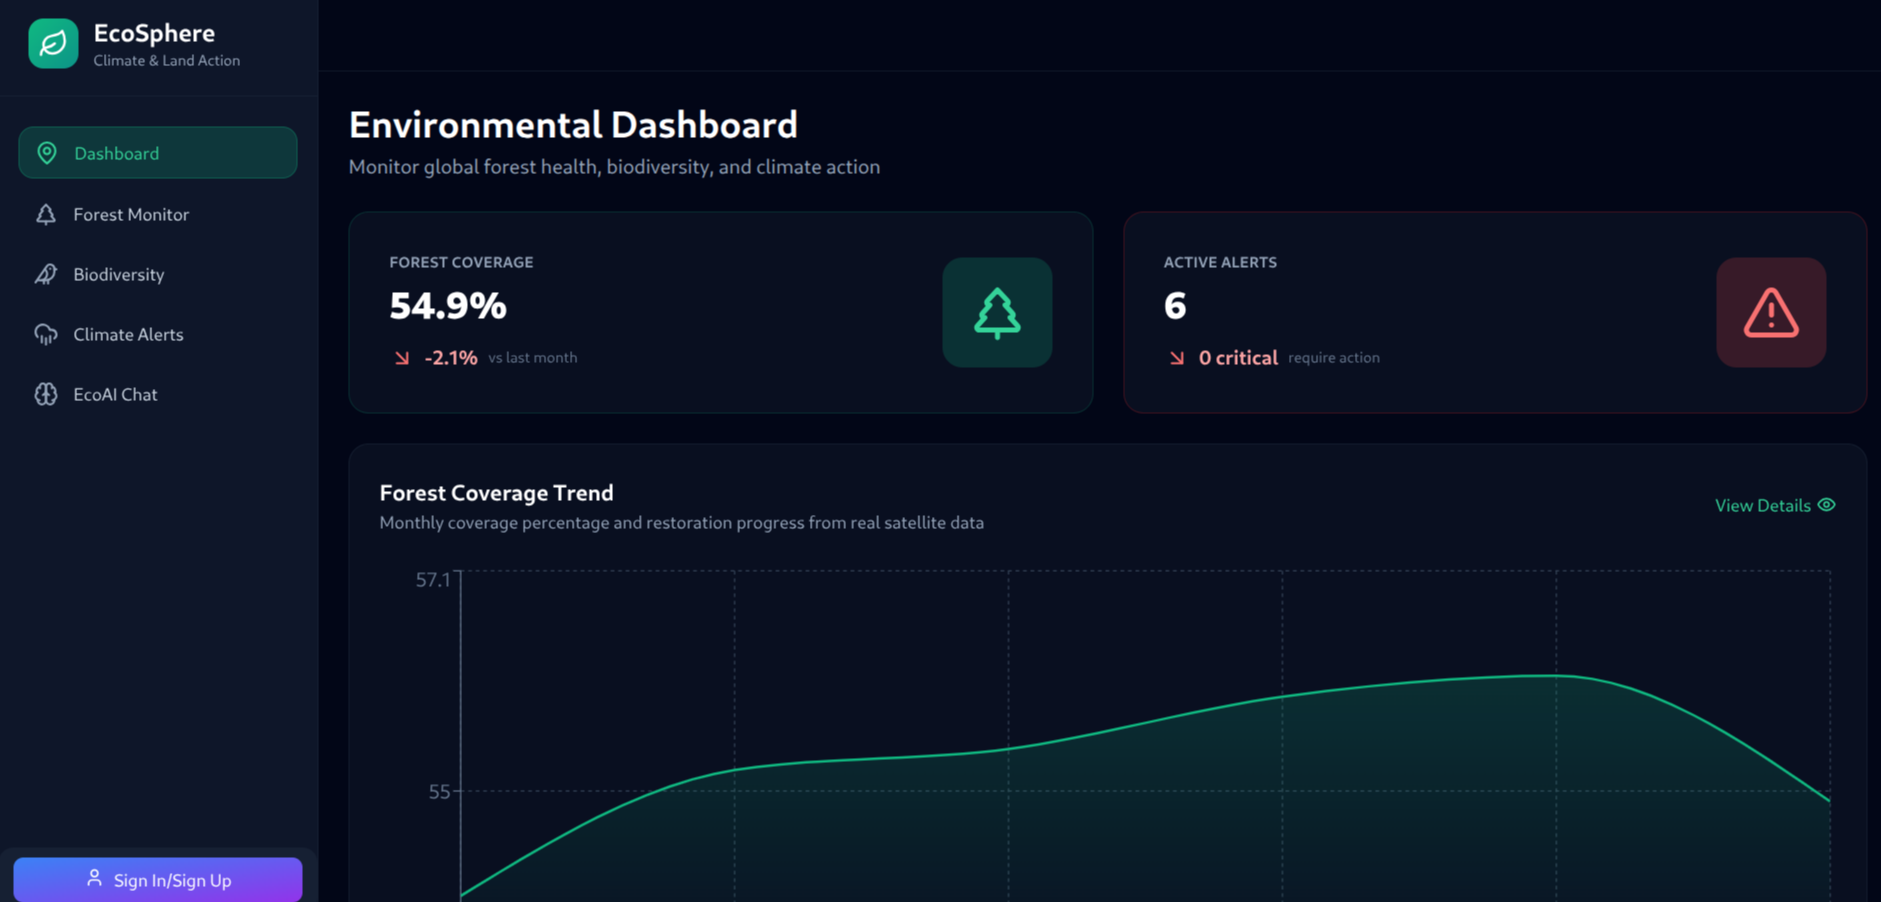 EcoSphere
Climate & Land Action
Dashboard
Forest Monitor
Biodiversity
Climate Alerts
EcoAI Chat
Sign In/Sign Up
Environmental Dashboard
Monitor global forest health, biodiversity, and climate action
FOREST COVERAGE
54.9%
-2.1% vs last month
ACTIVE ALERTS
6
0 critical require action
Forest Coverage Trend
Monthly coverage percentage and restoration progress from real satellite data
View Details
57.1
55